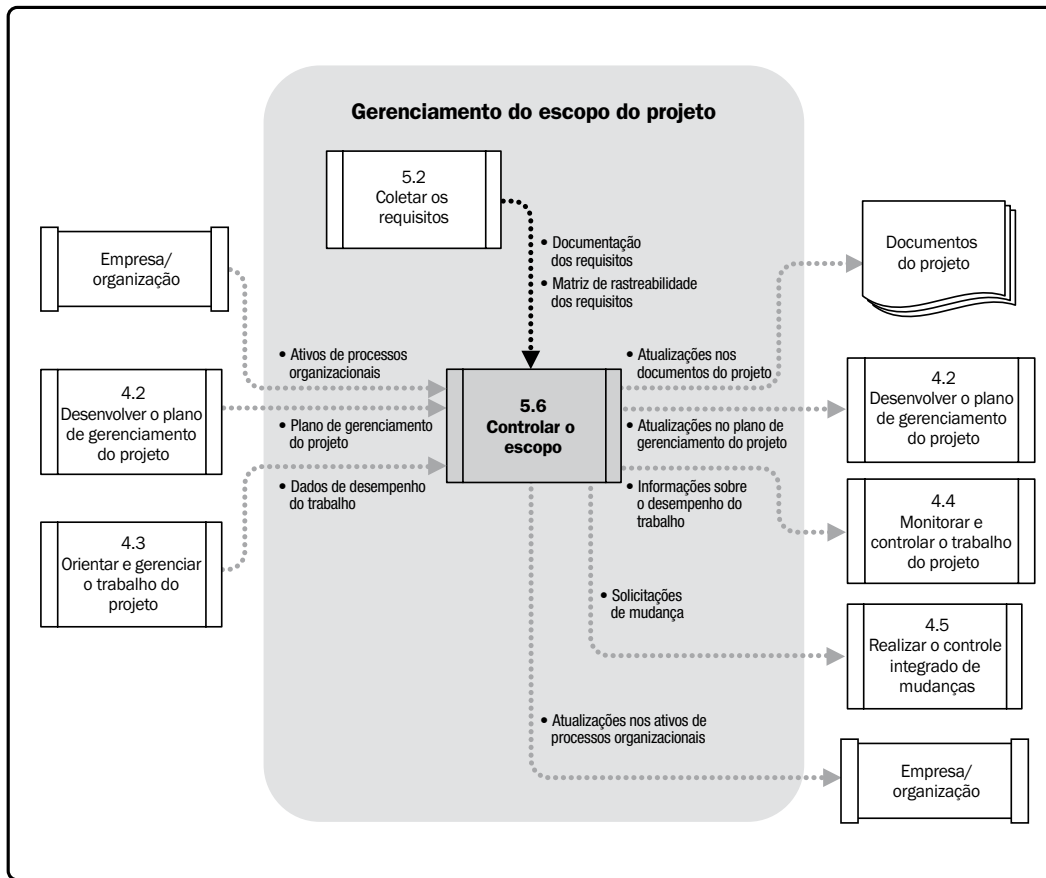 Gerenciamento do escopo do projeto
5.2
Coletar os
requisitos
• Documentação
dos requisitos
• Matriz de rastreabilidade
dos requisitos
Empresa/
organização
4.2
Desenvolver o plano
de gerenciamento
do projeto
4.3
Orientar e gerenciar
o trabalho do
projeto
• Ativos de processos
organizacionais
• Plano de gerenciamento
do projeto
• Dados de desempenho
do trabalho
5.6
Controlar o
escopo
• Atualizações nos
documentos do projeto
• Atualizações no plano de
gerenciamento do projeto
• Informações sobre
o desempenho do
trabalho
• Solicitações
de mudança
• Atualizações nos ativos de
processos organizacionais
Documentos
do projeto
4.2
Desenvolver o plano
de gerenciamento
do projeto
4.4
Monitorar e
controlar o trabalho
do projeto
4.5
Realizar o controle
integrado de
mudanças
Empresa/
organização